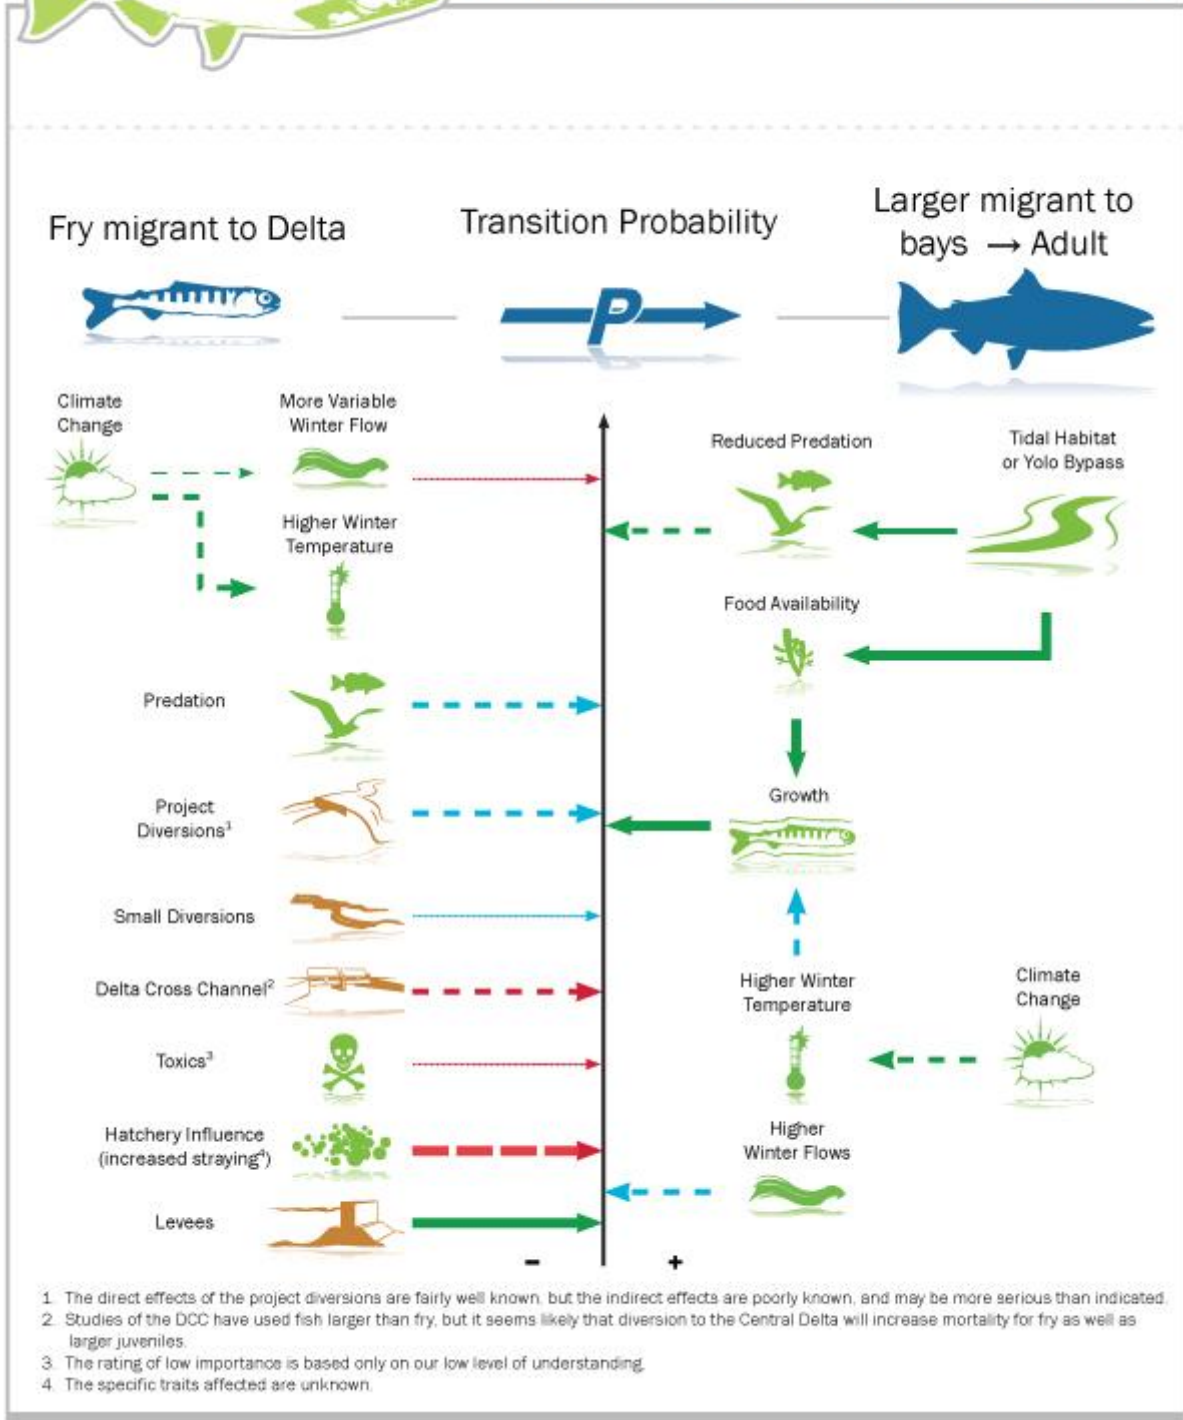 Fry migrant to Delta
Transition Probability
Larger migrant to
bays → Adult
P
Climate
Change
More Variable
Winter Flow
Higher Winter
Temperature
Predation
Project
Diversions¹
Small Diversions
Delta Cross Channel²
Toxics³
Hatchery Influence
(increased straying⁴)
Levees
Reduced Predation
Tidal Habitat
or Yolo Bypass
Food Availability
Growth
Higher Winter
Temperature
Climate
Change
Higher
Winter Flows
- +
1. The direct effects of the project diversions are fairly well known, but the indirect effects are poorly known, and may be more serious than indicated.
2. Studies of the DCC have used fish larger than fry, but it seems likely that diversion to the Central Delta will increase mortality for fry as well as
larger juveniles.
3. The rating of low importance is based only on our low level of understanding.
4. The specific traits affected are unknown.